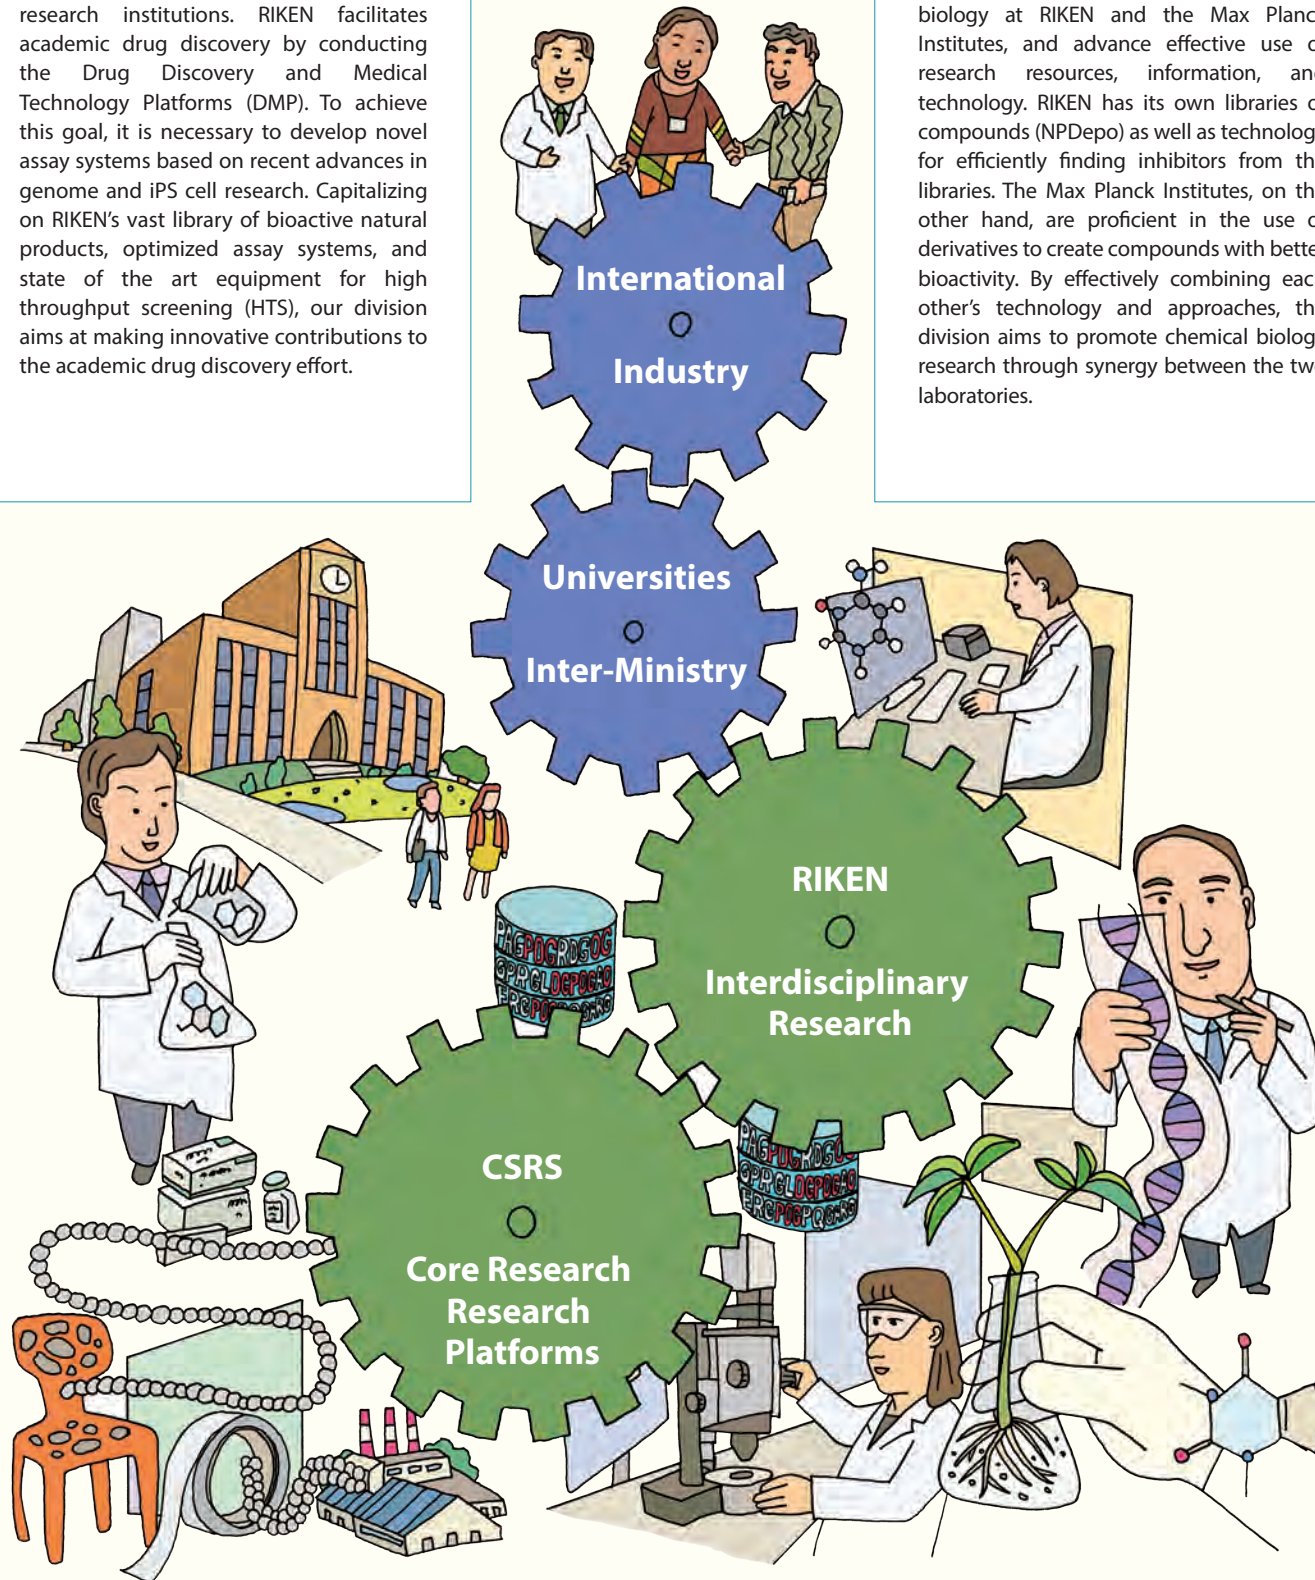 research institutions. RIKEN facilitates
academic drug discovery by conducting
the Drug Discovery and Medical
Technology Platforms (DMP). To achieve
this goal, it is necessary to develop novel
assay systems based on recent advances in
genome and iPS cell research. Capitalizing
on RIKEN's vast library of bioactive natural
products, optimized assay systems, and
state of the art equipment for high
throughput screening (HTS), our division
aims at making innovative contributions to
the academic drug discovery effort.
biology at RIKEN and the Max Planc
Institutes, and advance effective use o
research resources, information, an
technology. RIKEN has its own libraries o
compounds (NPDepo) as well as technolog
for efficiently finding inhibitors from th
libraries. The Max Planck Institutes, on th
other hand, are proficient in the use o
derivatives to create compounds with bette
bioactivity. By effectively combining eac
other's technology and approaches, th
division aims to promote chemical biolog
research through synergy between the tw
laboratories.
International
Industry
Universities
Inter-Ministry
RIKEN
Interdisciplinary
Research
PAGPOGRDGOG
GPRGLOGPOGAO
ERGPOG
CSRS
Core Research
Research
Platforms
PAGPOGRDGO
GPRGLOGPOGAO
ERGPOGPQGARG